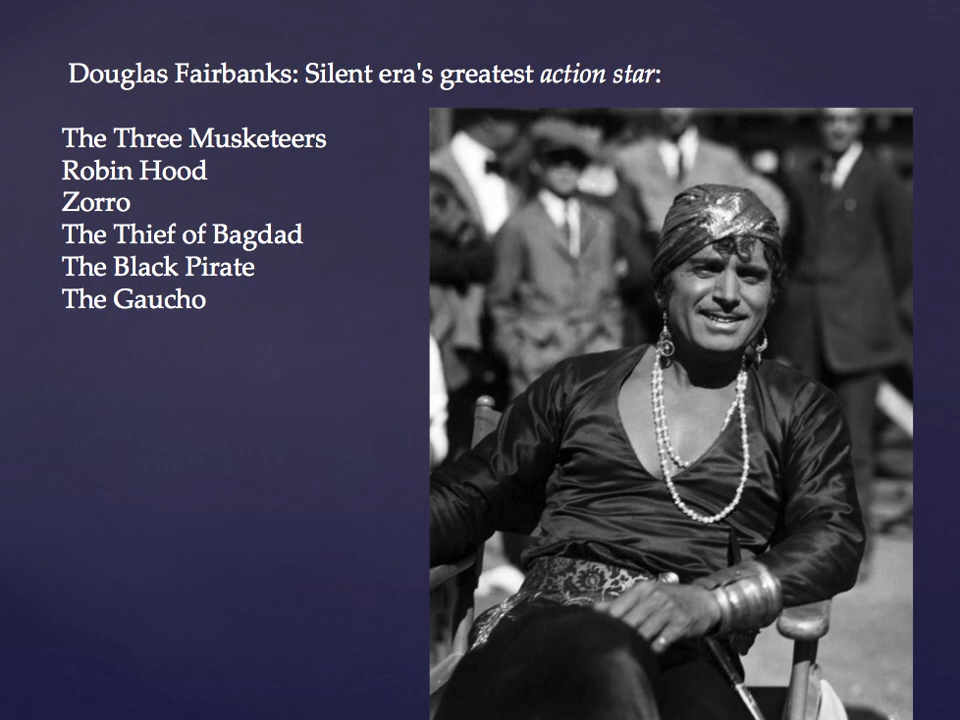 Douglas Fairbanks: Silent era's greatest action star:
The Three Musketeers
Robin Hood
Zorro
The Thief of Bagdad
The Black Pirate
The Gaucho